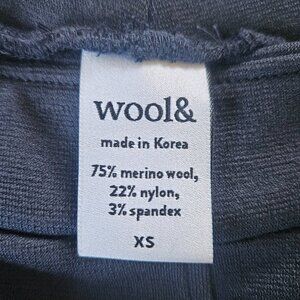 wool&
made in Korea
75% merino wool,
22% nylon,
3% spandex
XS